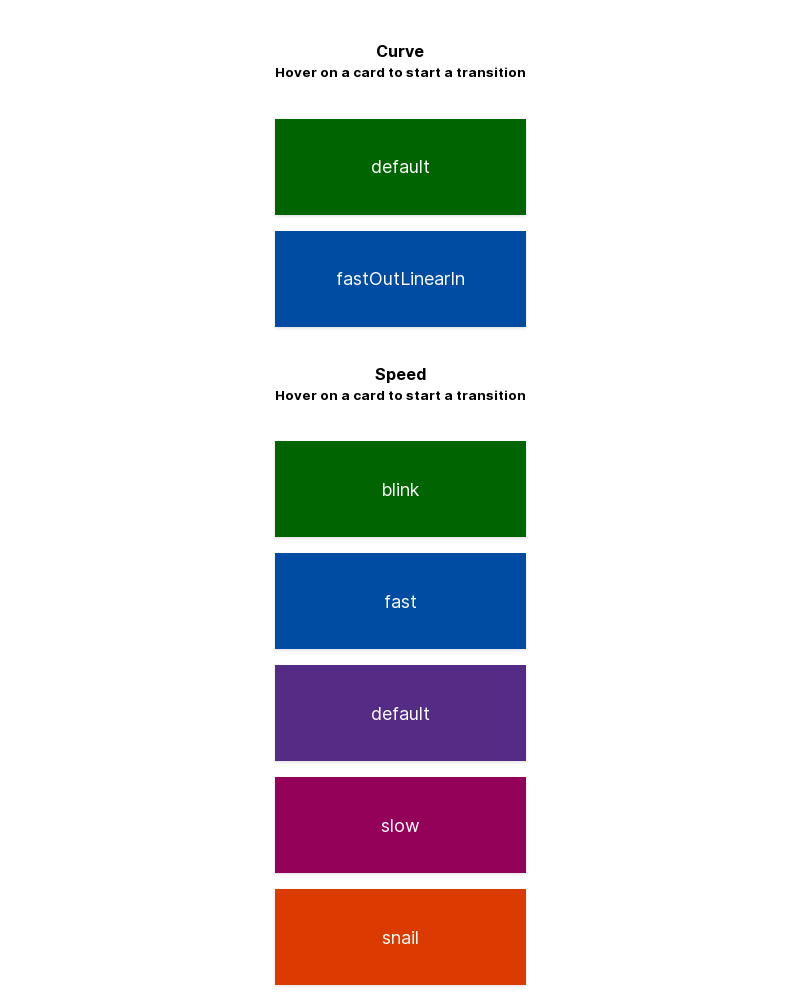 Curve
Hover on a card to start a transition
default
fastOutLinearIn
Speed
Hover on a card to start a transition
blink
fast
default
slow
snail